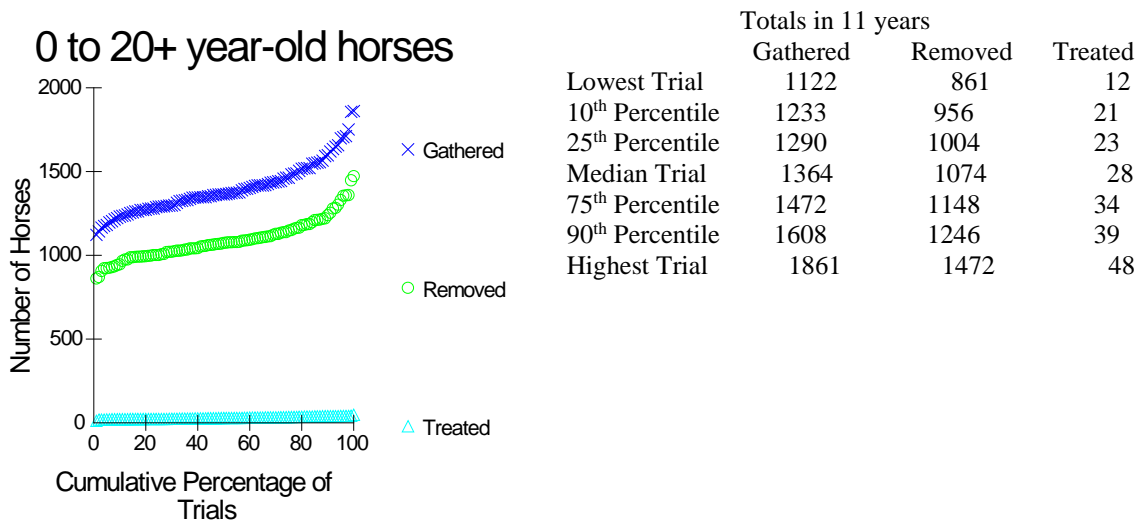 0 to 20+ year-old horses
2000
1500
1000
500
0
Number of Horses
0 20 40 60 80 100
Cumulative Percentage of
Trials
Gathered
Removed
Treated
Totals in 11 years
Gathered Removed Treated
Lowest Trial 1122 861 12
10th Percentile 1233 956 21
25th Percentile 1290 1004 23
Median Trial 1364 1074 28
75th Percentile 1472 1148 34
90th Percentile 1608 1246 39
Highest Trial 1861 1472 48